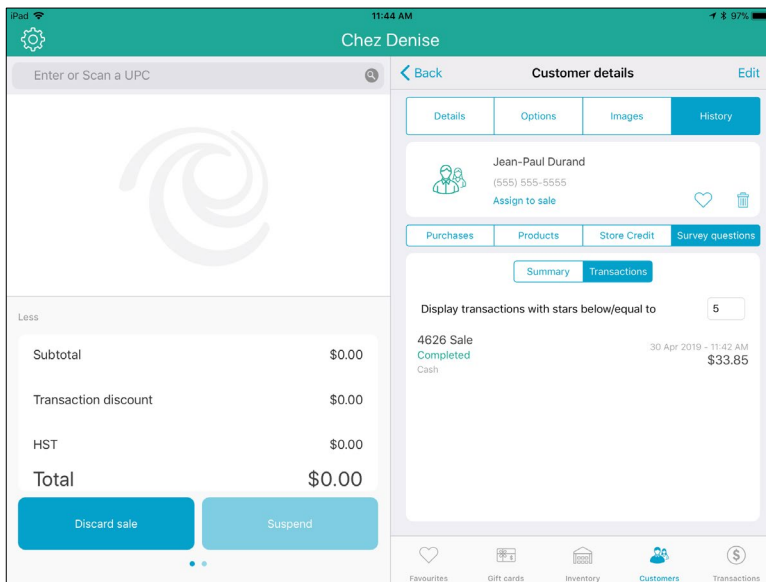 iPad
11:44 AM
97%
Chez Denise
Enter or Scan a UPC
Less
Subtotal $0.00
Transaction discount $0.00
HST $0.00
Total $0.00
Discard sale Suspend
Back Customer details Edit
Details Options Images History
Jean-Paul Durand
(555) 555-5555
Assign to sale
Purchases Products Store Credit Survey questions
Summary Transactions
Display transactions with stars below/equal to 5
4626 Sale
30 Apr 2019 - 11:42 AM
Completed
$33.85
Cash
Favourites Gift cards Inventory Customers Transactions